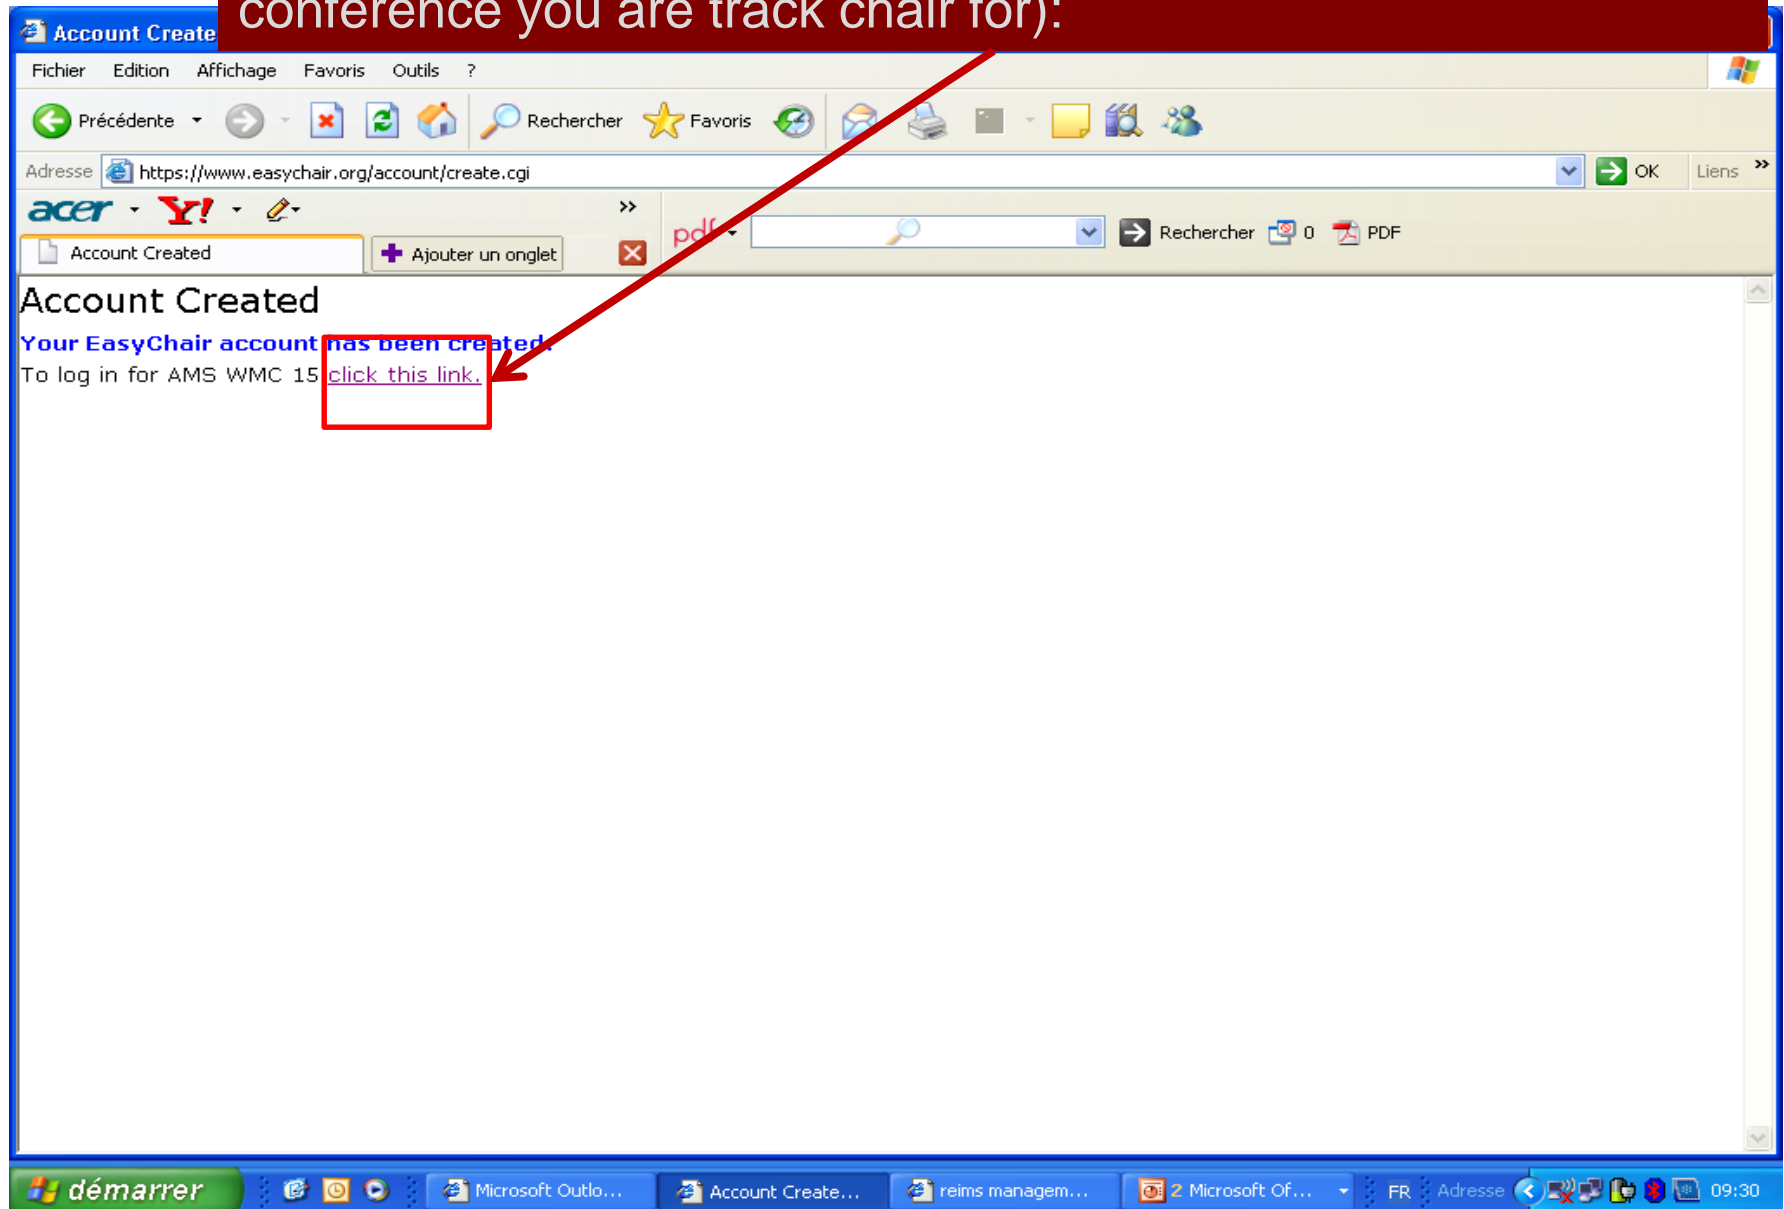 conference you are track chair for):
Account Create
Fichier Edition Affichage Favoris Outils ?
Précédente Rechercher Favoris
Adresse https://www.easychair.org/account/create.cgi OK Liens »
acer Y! »
pdf Rechercher 0 PDF
Account Created Ajouter un onglet
Account Created
Your EasyChair account has been created.
To log in for AMS WMC 15 click this link.
démarrer Microsoft Outlo... Account Create... reims managem... 2 Microsoft Of... FR Adresse 09:30